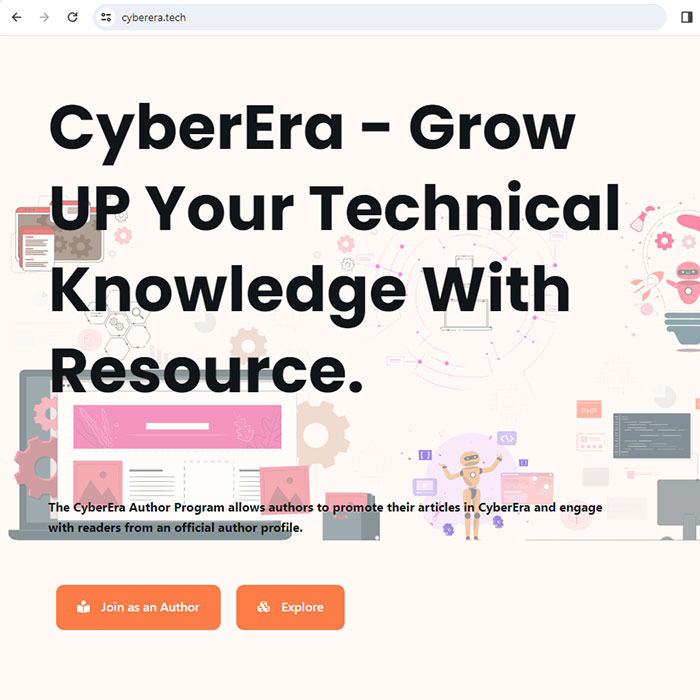 cyberera.tech
CyberEra - Grow
UP Your Technical
Knowledge With
Resource.
PHP
The CyberEra Author Program allows authors to promote their articles in CyberEra and engage
with readers from an official author profile.
Join as an Author
Explore